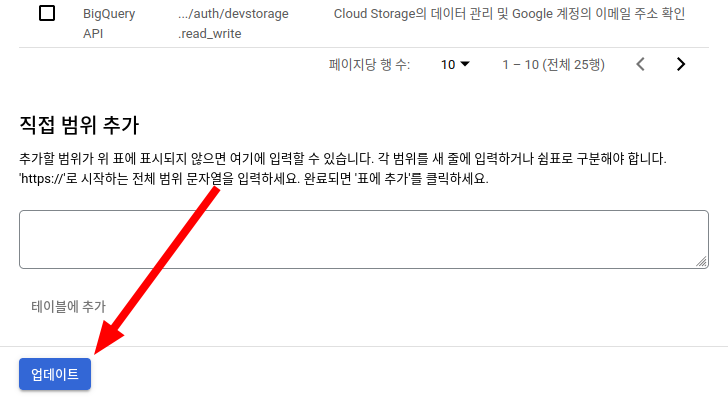 BigQuery API
.../auth/devstorage.read_write
Cloud Storage의 데이터 관리 및 Google 계정의 이메일 주소 확인
페이지당 행 수: 10 1 – 10 (전체 25행)
직접 범위 추가
추가할 범위가 위 표에 표시되지 않으면 여기에 입력할 수 있습니다. 각 범위를 새 줄에 입력하거나 쉼표로 구분해야 합니다.
'https://'로 시작하는 전체 범위 문자열을 입력하세요. 완료되면 '표에 추가'를 클릭하세요.
테이블에 추가
업데이트